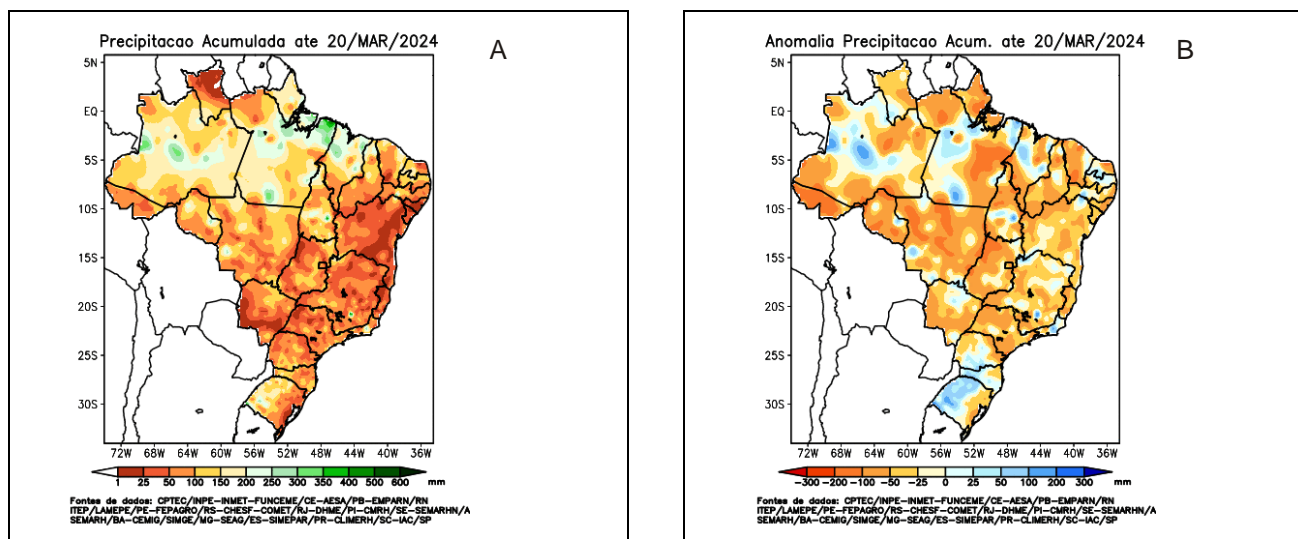 Precipitacao Acumulada ate 20/MAR/2024
A
5N
EQ
5S
10S
15S
20S
25S
30S
72W 68W 64W 60W 56W 52W 48W 44W 40W 36W
1 25 50 100 150 200 250 300 350 400 500 600 mm
Fontes de dados: CPTEC/INPE-INMET-FUNCEME/CE-AESA/PB-EMPARN/RN
ITEP/LAMEPE/PE-FEPAGRO/RS-CHESF-COMET/RJ-DHME/PI-CMRH/SE-SEMARHN/A
SEMARH/BA-CEMIG/SIMGE/MG-SEAG/ES-SIMEPAR/PR-CLIMERH/SC-IAC/SP
Anomalia Precipitacao Acum. ate 20/MAR/2024
B
5N
EQ
5S
10S
15S
20S
25S
30S
72W 68W 64W 60W 56W 52W 48W 44W 40W 36W
-300 -200 -100 -50 -25 0 25 50 100 200 300 mm
Fontes de dados: CPTEC/INPE-INMET-FUNCEME/CE-AESA/PB-EMPARN/RN
ITEP/LAMEPE/PE-FEPAGRO/RS-CHESF-COMET/RJ-DHME/PI-CMRH/SE-SEMARHN/A
SEMARH/BA-CEMIG/SIMGE/MG-SEAG/ES-SIMEPAR/PR-CLIMERH/SC-IAC/SP